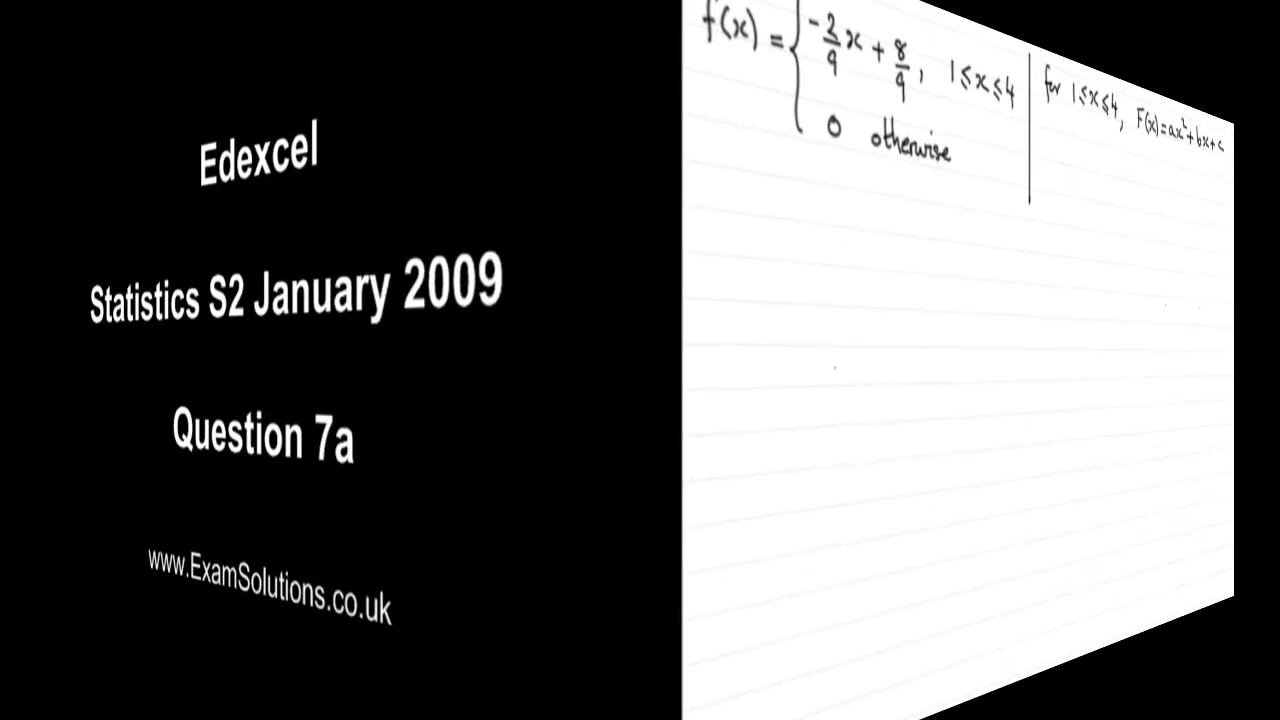 Edexcel
Statistics S2 January 2009
Question 7a
www.ExamSolutions.co.uk
f(x) = { -2/9 x + 8/9 , 1 ≤ x ≤ 4
0 otherwise
for 1 ≤ x ≤ 4, F(x) = ax² + bx + c